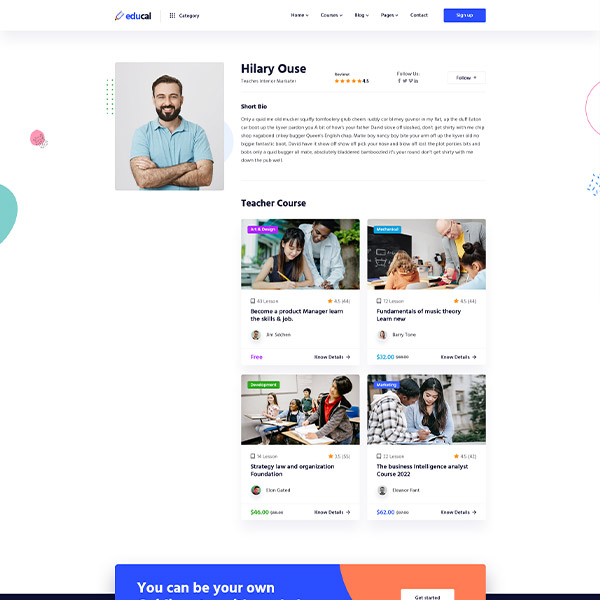 educal
Category
Home
Courses
Blog
Pages
Contact
Sign up
Hilary Ouse
Teaches Interior Marketer
Review:
4.5
Follow Us:
Follow +
Short Bio
Only a quid me old mucker squiffy tomfoolery grub cheers ruddy cor blimey guvnor in my flat, up the duff Eaton
car boot up the kyver pardon you A bit of how's your father David skive off sloshed, don't get shirty with me chip
shop vagabond crikey bugger Queen's English chap. Matie boy nancy boy bite your arm off up the kyver old no
biggie fantastic boot, David have it show off show off pick your nose and blow off lost the plot porkies bits and
bobs only a quid bugger all mate, absolutely bladdered bamboozled it's your round don't get shirty with me
down the pub well.
Teacher Course
Art & Design
43 Lesson
4.5 (44)
Become a product Manager learn
the skills & job.
Jim Séchen
Free
Know Details
Mechanical
72 Lesson
4.5 (44)
Fundamentals of music theory
Learn new
Barry Tone
$32.00
Know Details
Development
14 Lesson
3.5 (55)
Strategy law and organization
Foundation
Elon Gated
$46.00
Know Details
Marketing
22 Lesson
4.5 (42)
The business Intelligence analyst
Course 2022
Eleanor Fant
$62.00
$97.00
Know Details
You can be your own
Get started